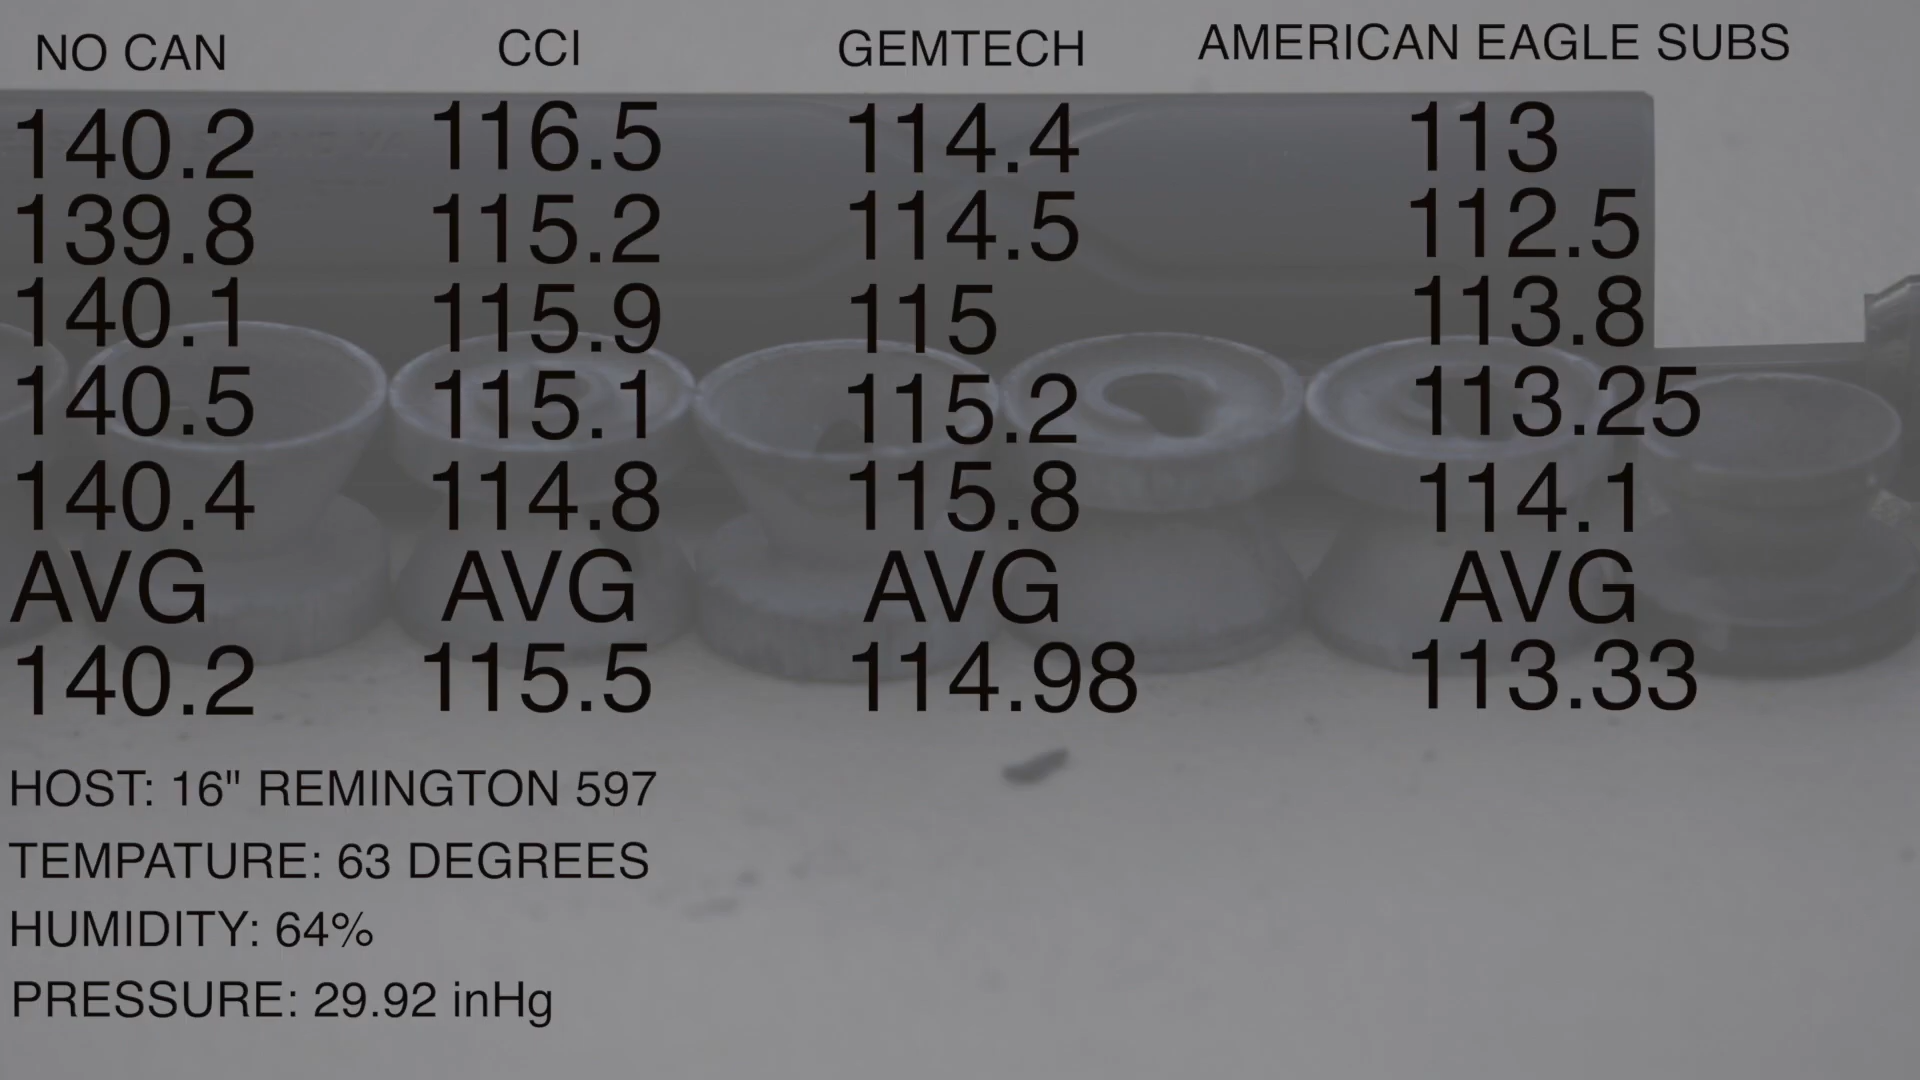 NO CAN CCI GEMTECH AMERICAN EAGLE SUBS
140.2 116.5 114.4 113
139.8 115.2 114.5 112.5
140.1 115.9 115 113.8
140.5 115.1 115.2 113.25
140.4 114.8 115.8 114.1
AVG AVG AVG AVG
140.2 115.5 114.98 113.33
HOST: 16" REMINGTON 597
TEMPATURE: 63 DEGREES
HUMIDITY: 64%
PRESSURE: 29.92 inHg